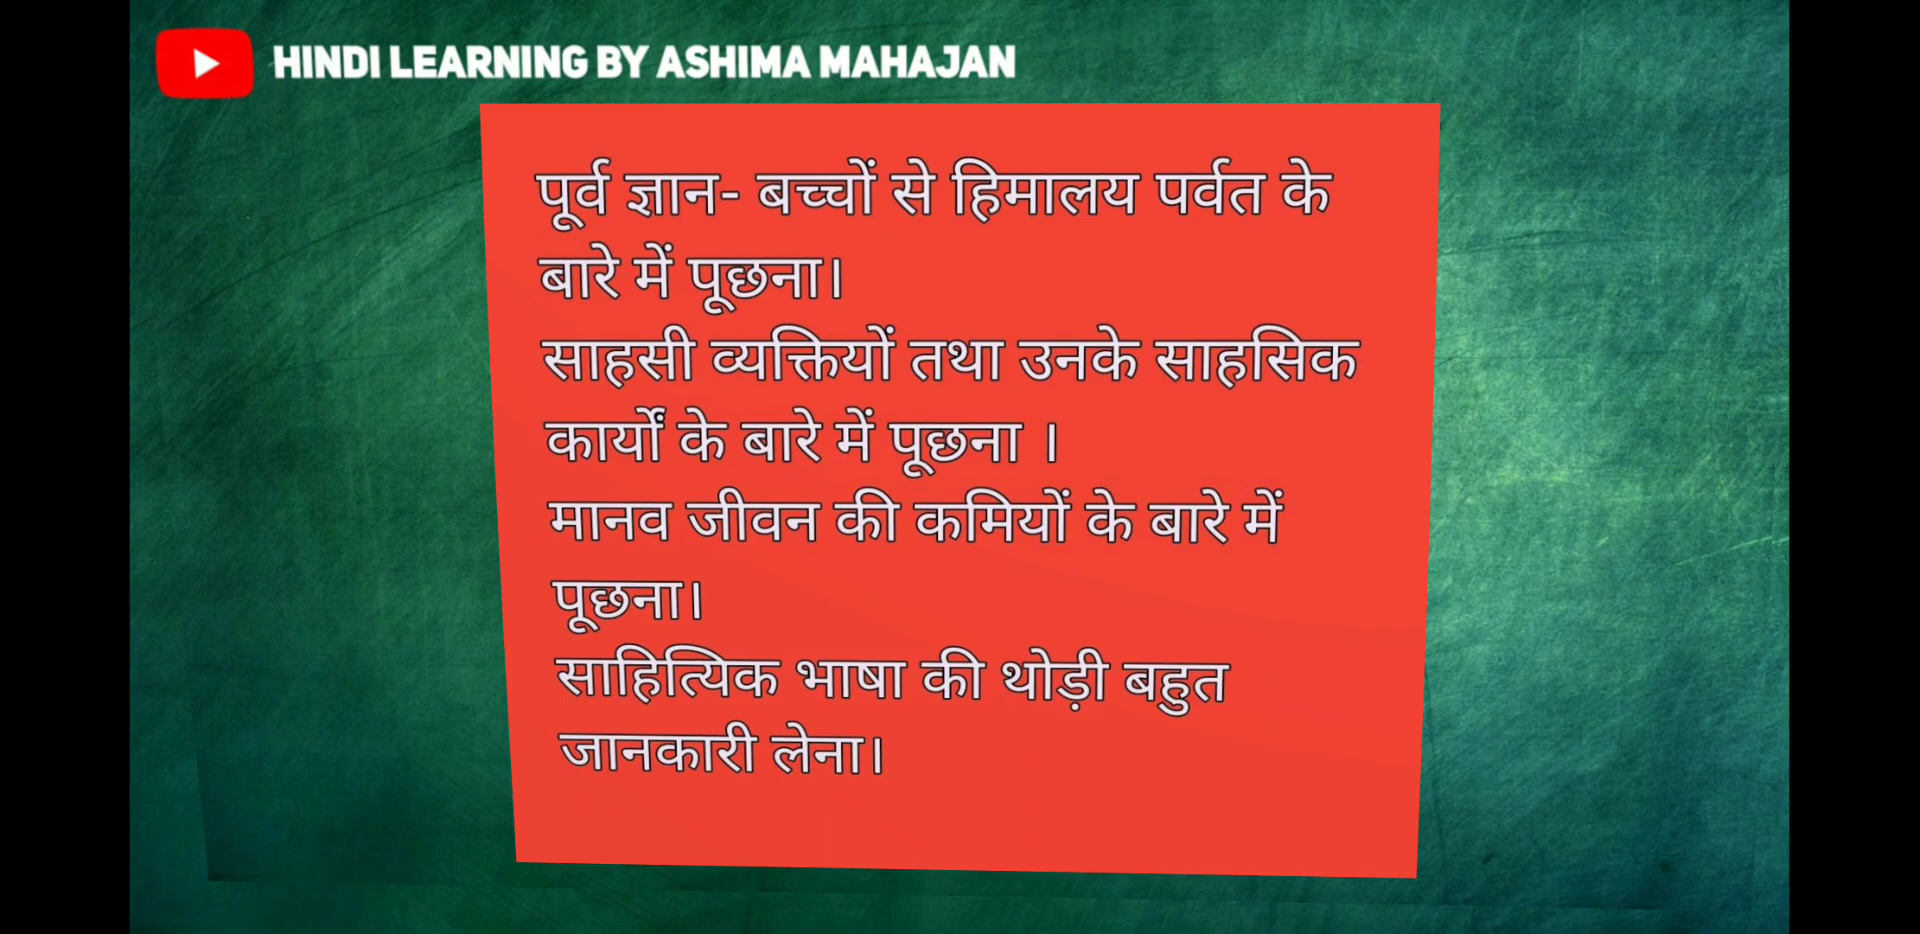 HINDI LEARNING BY ASHIMA MAHAJAN
पूर्व ज्ञान- बच्चों से हिमालय पर्वत के
बारे में पूछना।
साहसी व्यक्तियों तथा उनके साहसिक
कार्यों के बारे में पूछना ।
मानव जीवन की कमियों के बारे में
पूछना।
साहित्यिक भाषा की थोड़ी बहुत
जानकारी लेना।